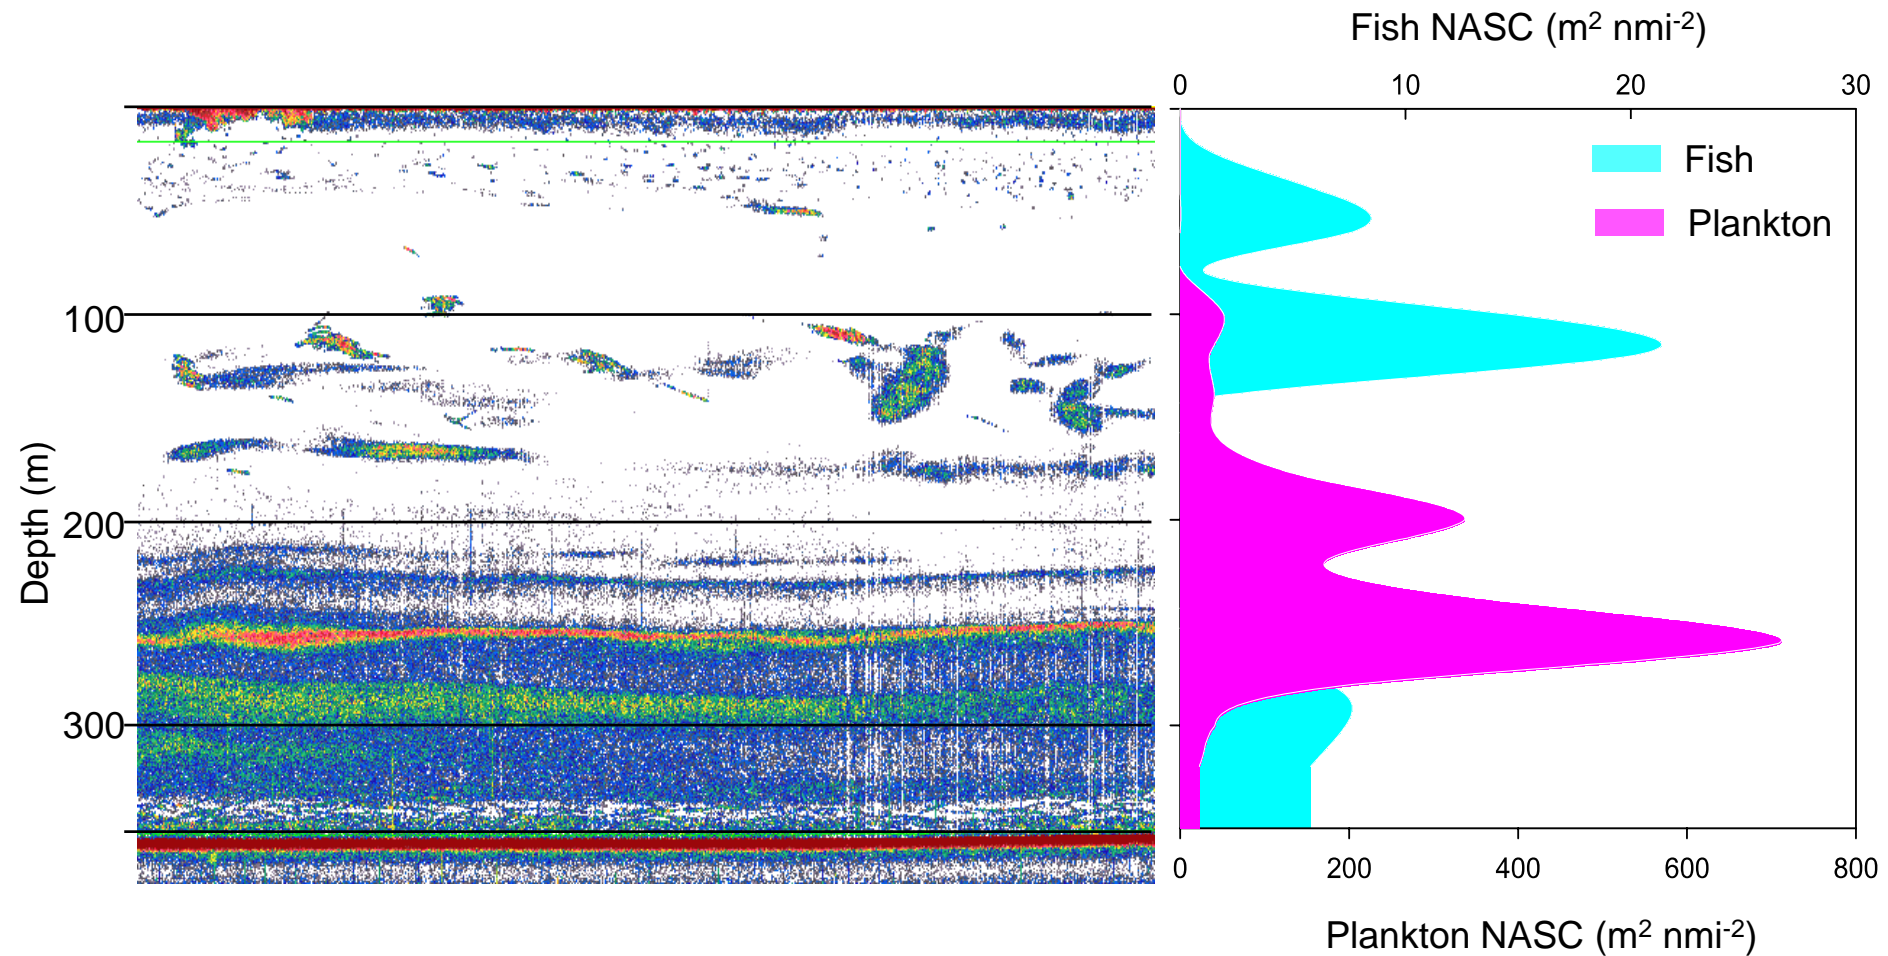 Fish NASC (m² nmi⁻²)
0 10 20 30
Fish
Plankton
Depth (m)
100
200
300
0 200 400 600 800
Plankton NASC (m² nmi⁻²)